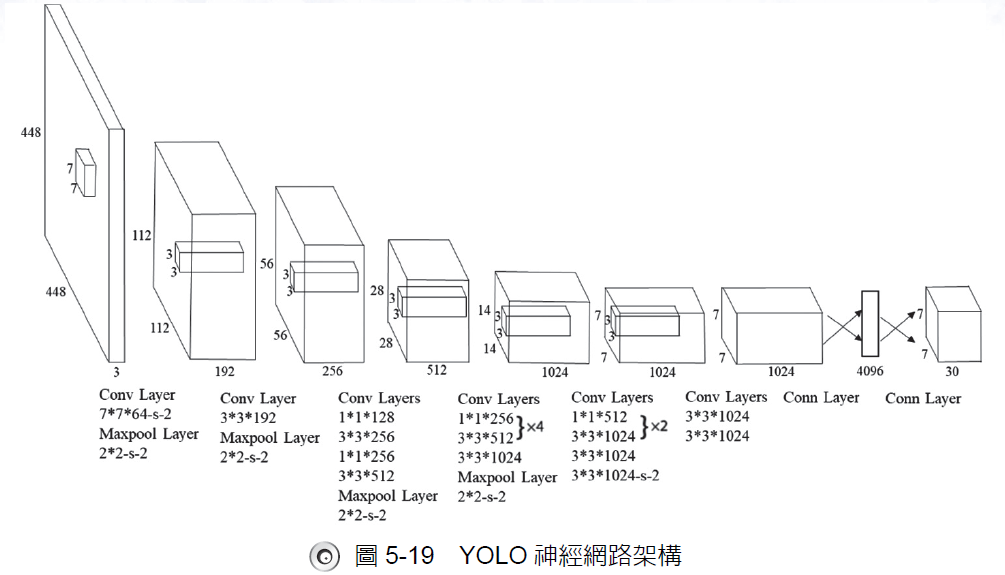 448
7
7
448
3
112
3
3
112
192
56
3
3
56
256
28
3
3
28
512
14
3
3
14
1024
7
3
3
7
1024
7
7
1024
4096
7
7
30
Conv Layer
7*7*64-s-2
Maxpool Layer
2*2-s-2
Conv Layer
3*3*192
Maxpool Layer
2*2-s-2
Conv Layers
1*1*128
3*3*256
1*1*256
3*3*512
Maxpool Layer
2*2-s-2
Conv Layers
1*1*256
3*3*512
}×4
3*3*1024
Maxpool Layer
2*2-s-2
Conv Layers
1*1*512
3*3*1024
}×2
3*3*1024
3*3*1024-s-2
Conv Layers
3*3*1024
3*3*1024
Conn Layer
Conn Layer
圖 5-19 YOLO 神經網路架構